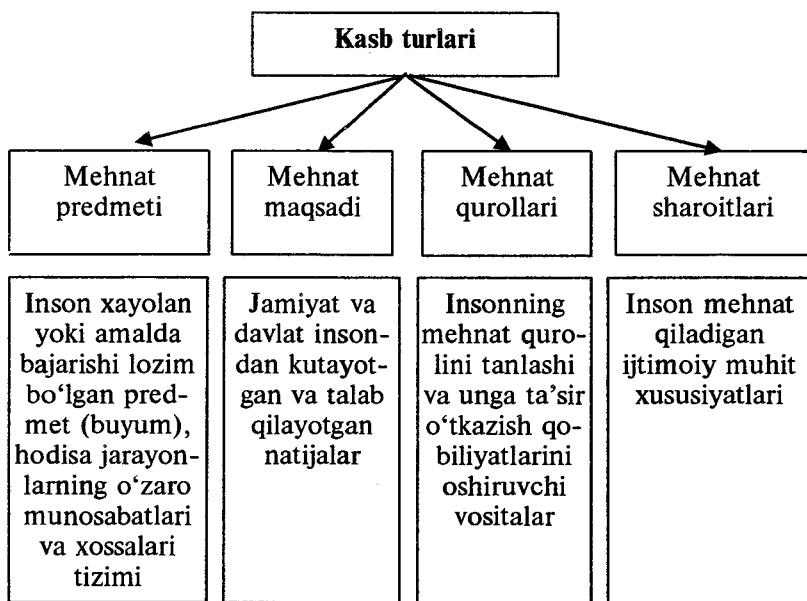 Kasb turlari
Mehnat
predmeti
Mehnat
maqsadi
Mehnat
qurollari
Mehnat
sharoitlari
Inson xayolan
yoki amalda
bajarishi lozim
bo‘lgan pred-
met (buyum),
hodisa jarayon-
larning o‘zaro
munosabatlari
va xossalari
tizimi
Jamiyat va
davlat inson-
dan kutayot-
gan va talab
qilayotgan
natijalar
Insonning
mehnat quro-
lini tanlashi
va unga ta’sir
o‘tkazish qo-
biliyatlarini
oshiruvchi
vositalar
Inson mehnat
qiladigan
ijtimoiy muhit
xususiyatlari